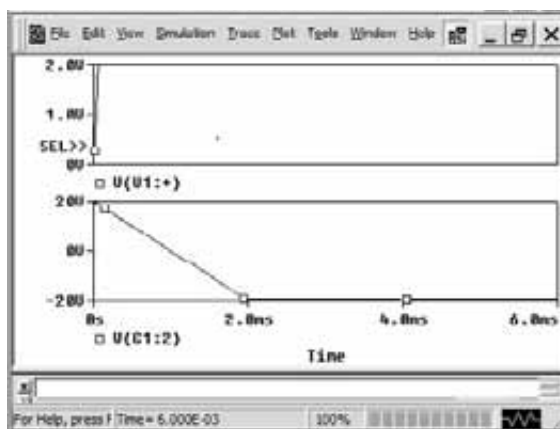 File Edit View Simulation Trace Plot Tools Window Help
2.0V
1.0V
SEL>>
0V
V(V1:+)
20V
0V
-20V
0s 2.0ms 4.0ms 6.0ms
V(C1:2)
Time
For Help, press F Time= 6.000E-03 100%